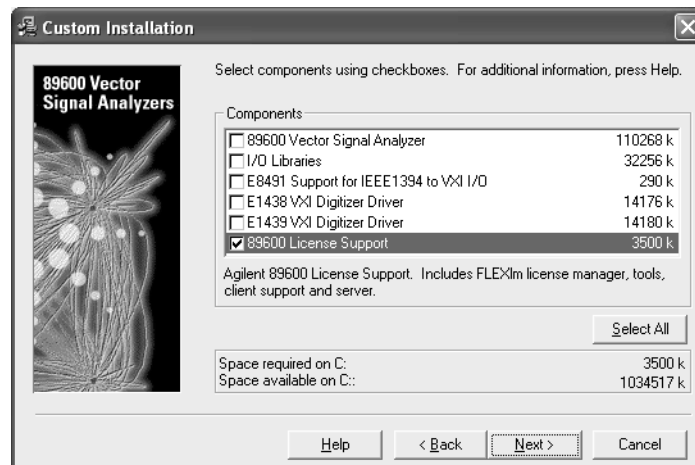 Custom Installation
89600 Vector
Signal Analyzers
Select components using checkboxes. For additional information, press Help.
Components
89600 Vector Signal Analyzer 110268 k
I/O Libraries 32256 k
E8491 Support for IEEE1394 to VXI I/O 290 k
E1438 VXI Digitizer Driver 14176 k
E1439 VXI Digitizer Driver 14180 k
89600 License Support 3500 k
Agilent 89600 License Support. Includes FLEXlm license manager, tools,
client support and server.
Select All
Space required on C: 3500 k
Space available on C:: 1034517 k
Help < Back Next > Cancel